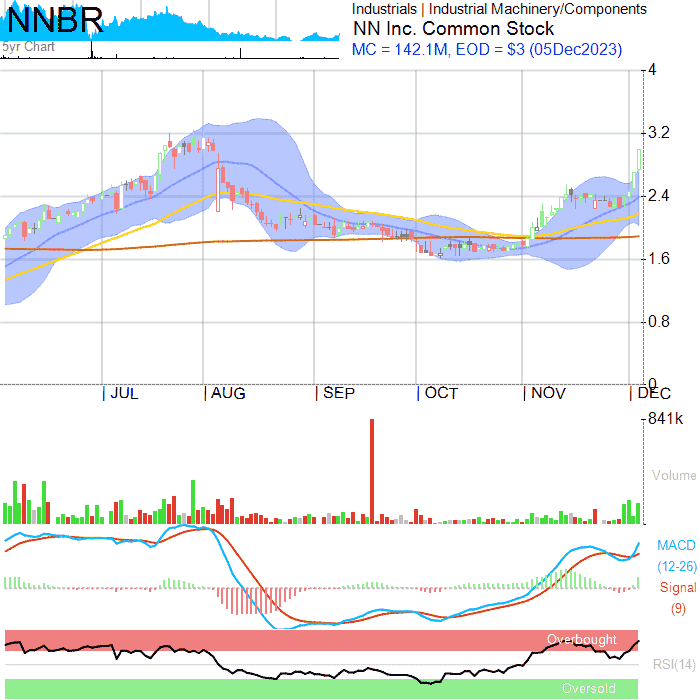 NNBR
5yr Chart
Industrials | Industrial Machinery/Components
NN Inc. Common Stock
MC = 142.1M, EOD = $3 (05Dec2023)
4
3.2
2.4
1.6
0.8
0
JUL AUG SEP OCT NOV DEC
841k
Volume
MACD
(12-26)
Signal
(9)
Overbought
RSI(14)
Oversold